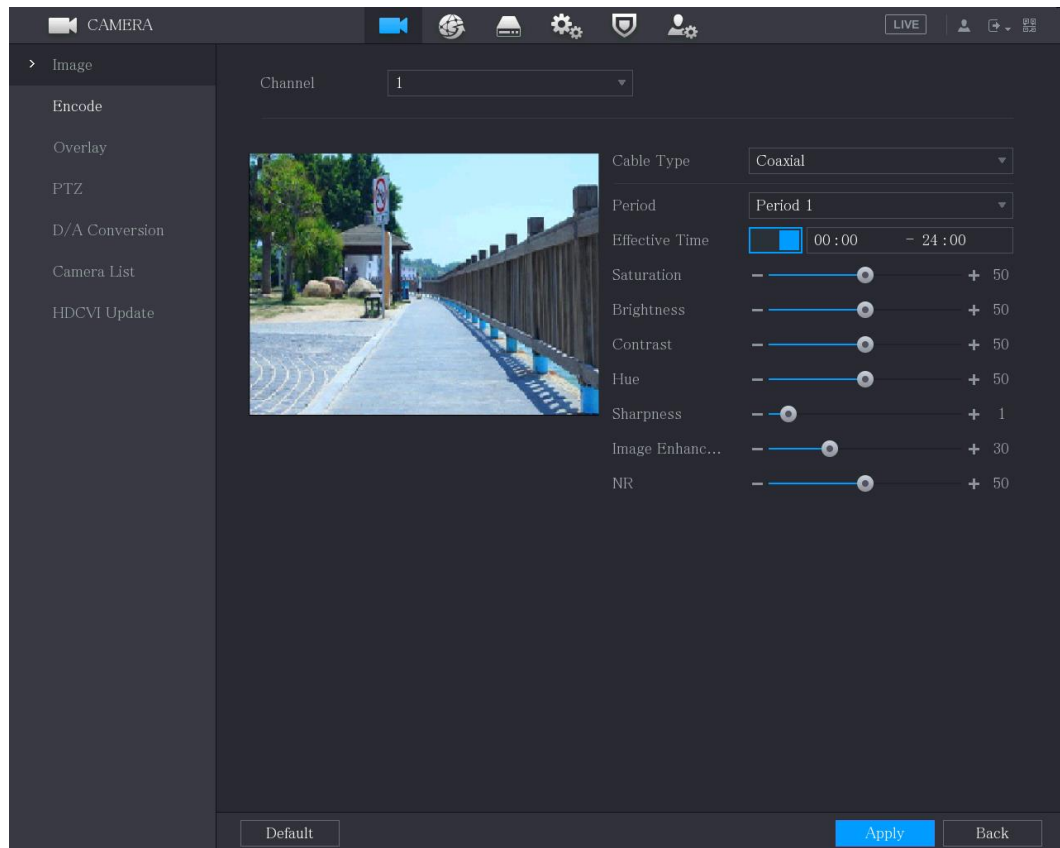 CAMERA
LIVE
Image
Encode
Overlay
PTZ
D/A Conversion
Camera List
HDCVI Update
Channel 1
Cable Type Coaxial
Period Period 1
Effective Time 00:00 - 24:00
Saturation - + 50
Brightness - + 50
Contrast - + 50
Hue - + 50
Sharpness - + 1
Image Enhanc... - + 30
NR - + 50
Default Apply Back